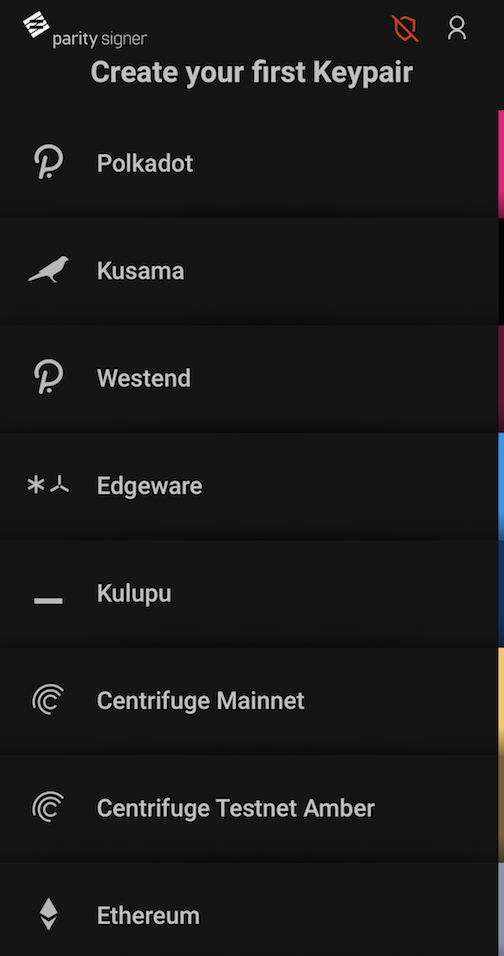 parity signer
Create your first Keypair
Polkadot
Kusama
Westend
Edgeware
Kulupu
Centrifuge Mainnet
Centrifuge Testnet Amber
Ethereum